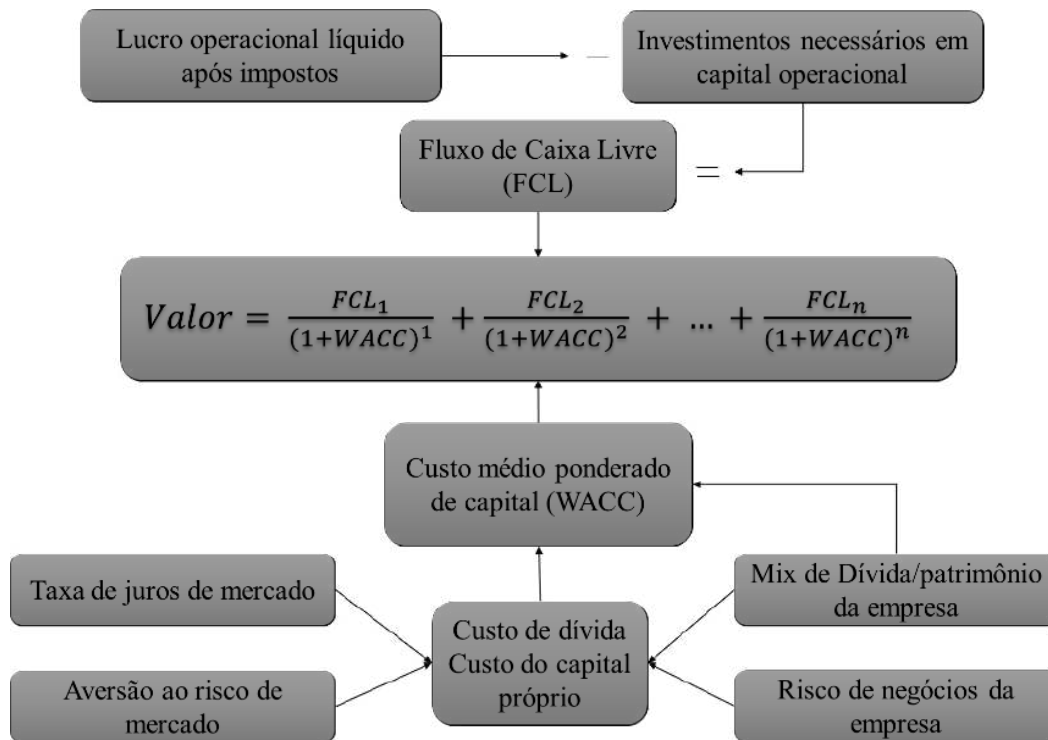 Lucro operacional líquido
após impostos
—
Investimentos necessários em
capital operacional
Fluxo de Caixa Livre
(FCL)
=
Valor = FCL₁/(1+WACC)¹ + FCL₂/(1+WACC)² + ... + FCLₙ/(1+WACC)ⁿ
Custo médio ponderado
de capital (WACC)
Taxa de juros de mercado
Aversão ao risco de
mercado
Custo de dívida
Custo do capital
próprio
Mix de Dívida/patrimônio
da empresa
Risco de negócios da
empresa